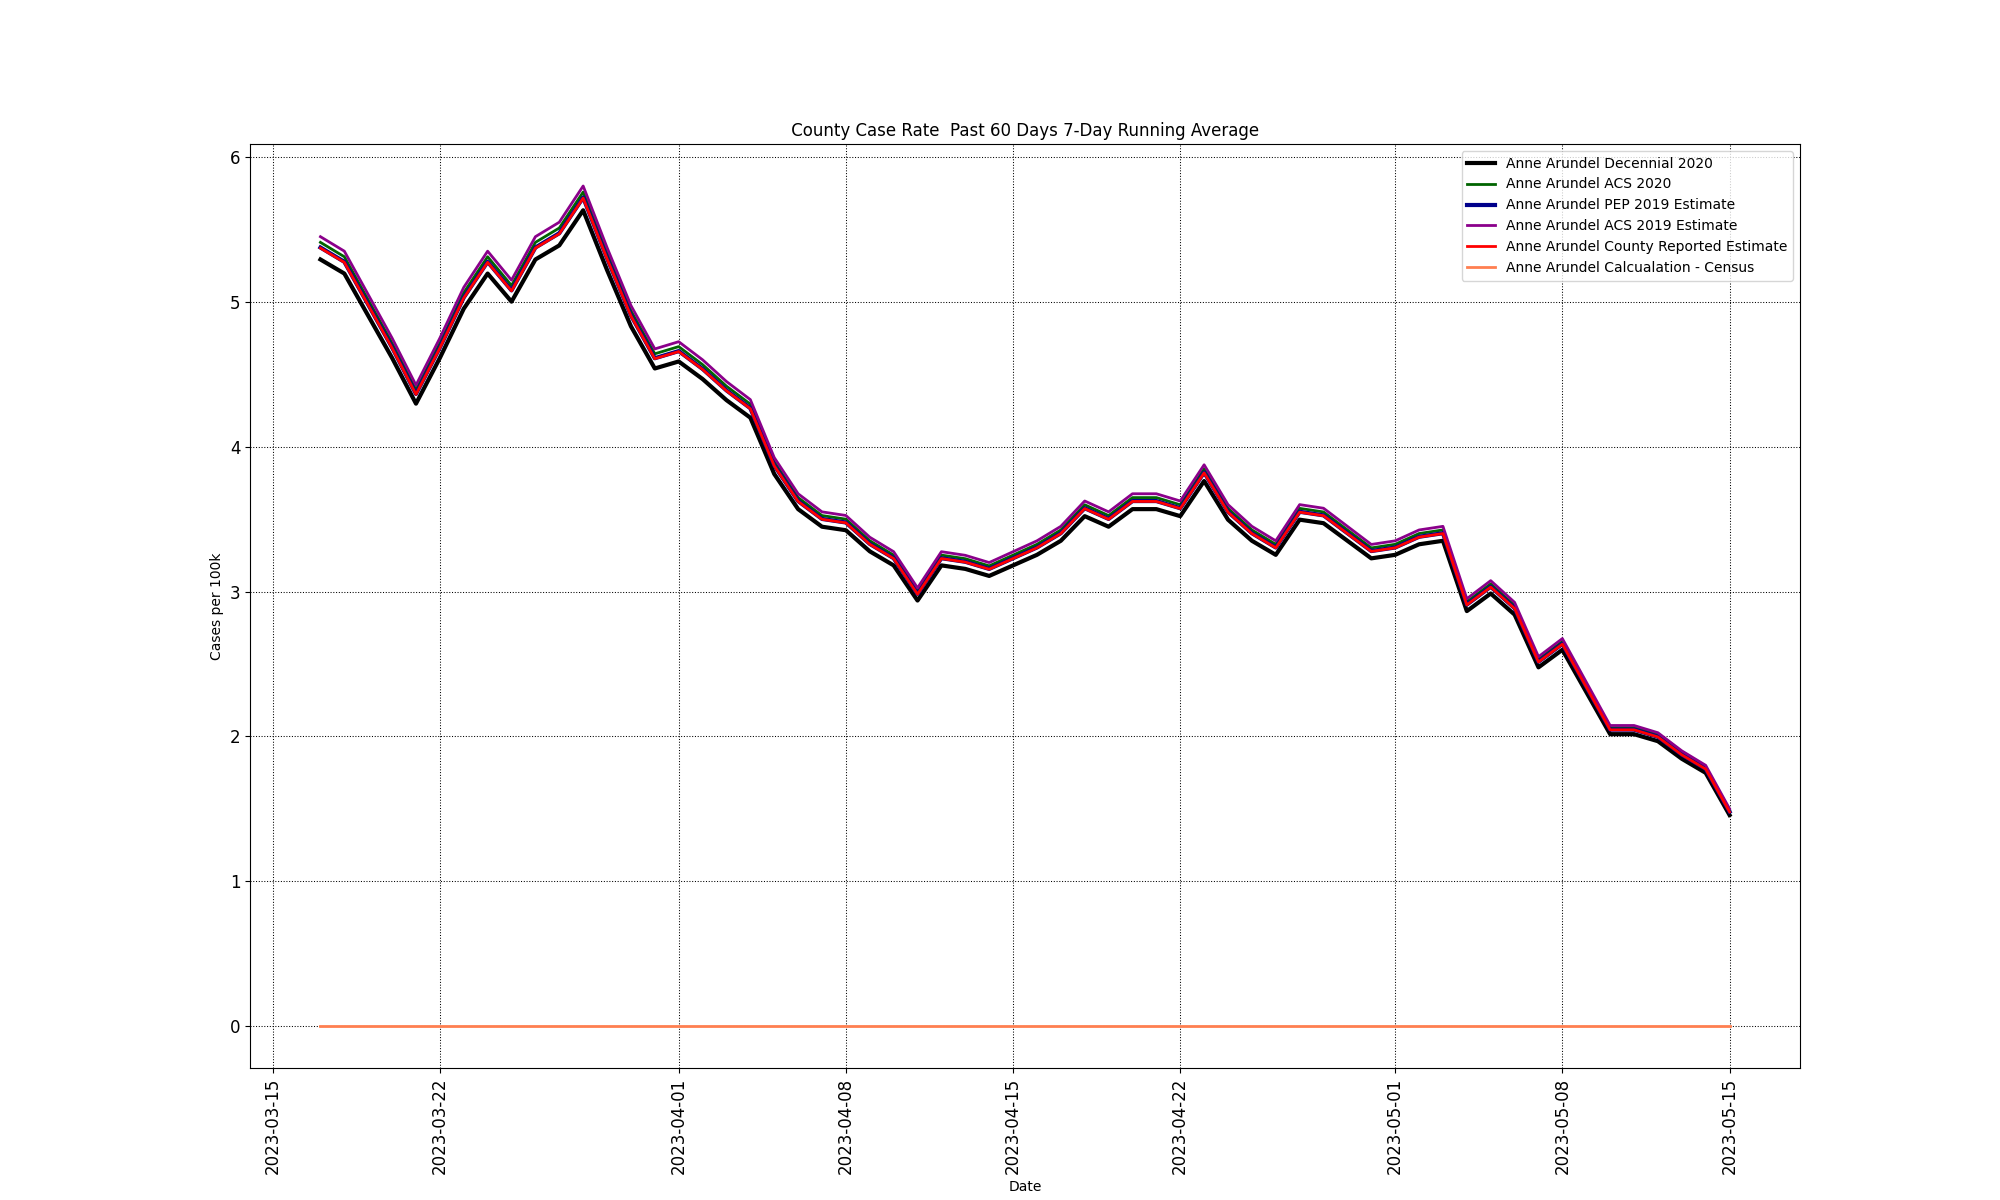 County Case Rate  Past 60 Days 7-Day Running Average
Anne Arundel Decennial 2020
Anne Arundel ACS 2020
Anne Arundel PEP 2019 Estimate
Anne Arundel ACS 2019 Estimate
Anne Arundel County Reported Estimate
Anne Arundel Calcualation - Census
Cases per 100k
6
5
4
3
2
1
0
2023-03-15
2023-03-22
2023-04-01
2023-04-08
2023-04-15
2023-04-22
2023-05-01
2023-05-08
2023-05-15
Date